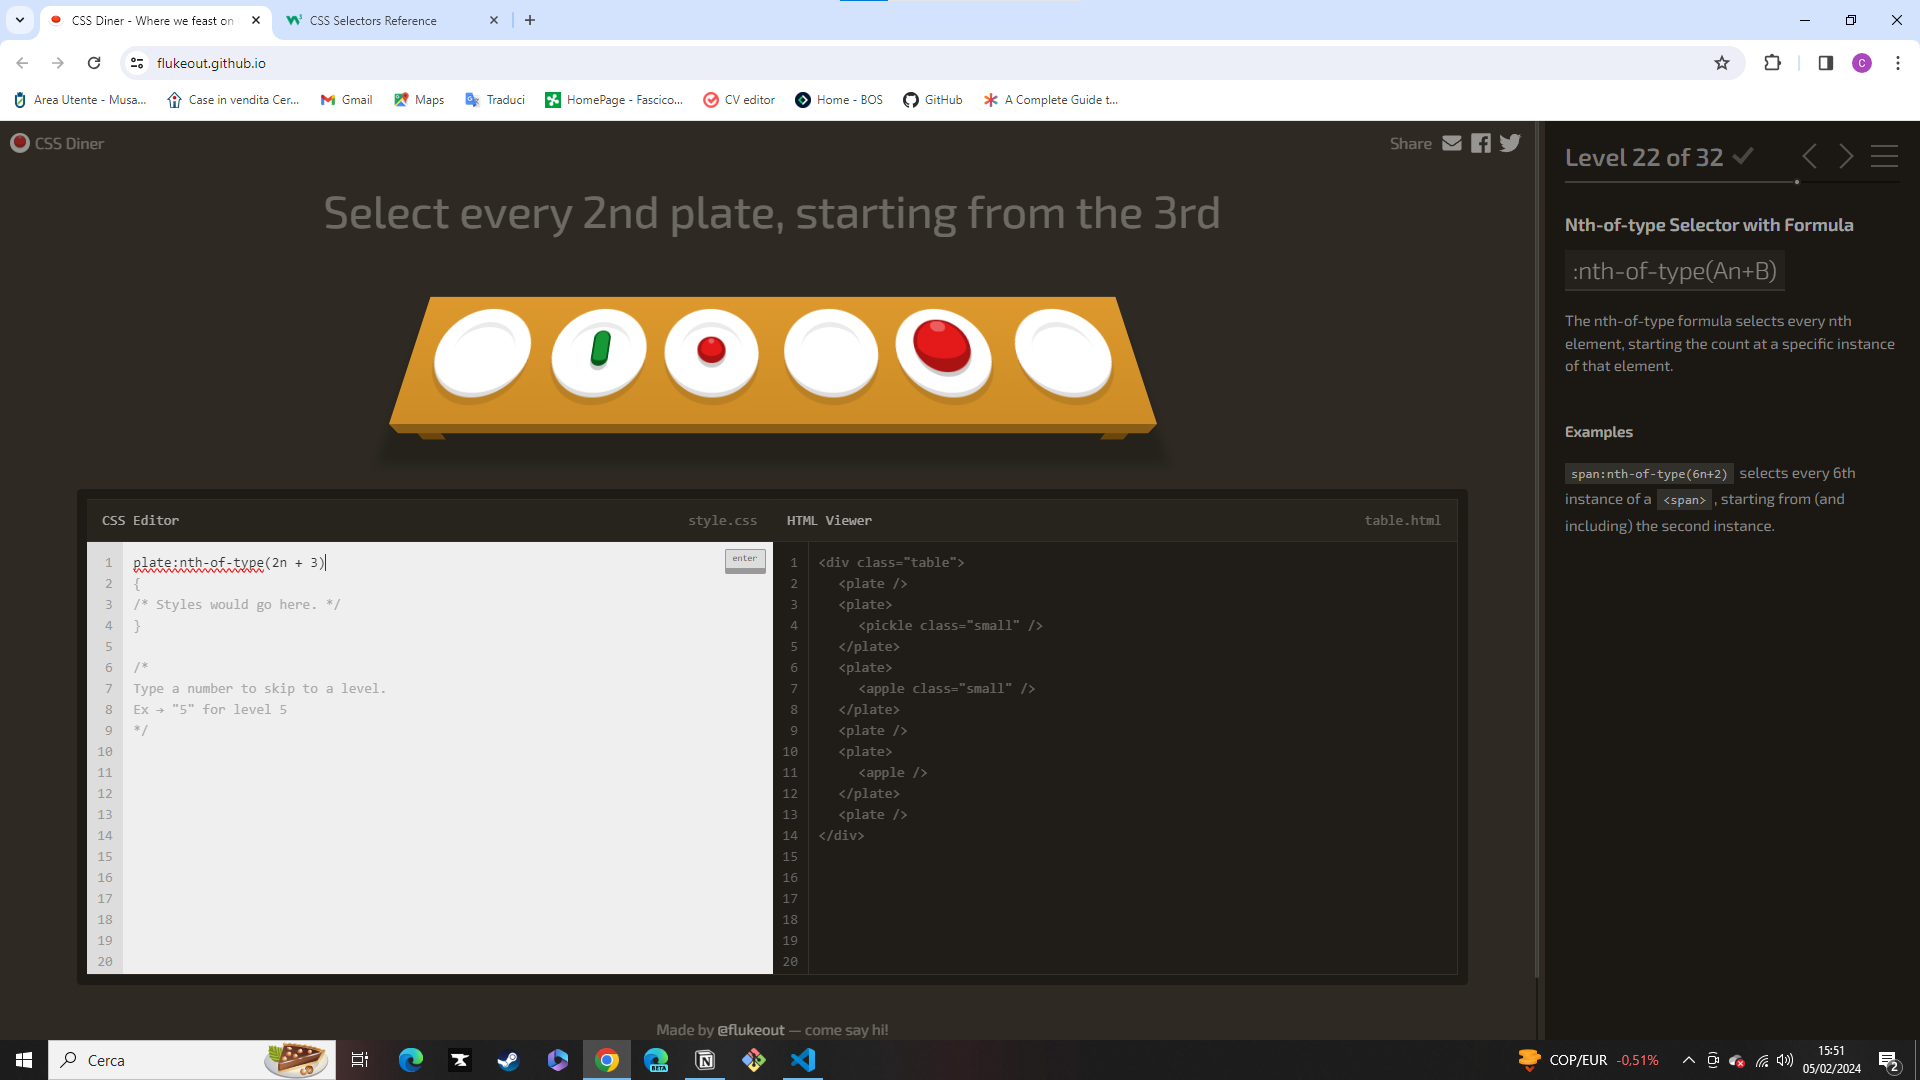 CSS Diner - Where we feast on
CSS Selectors Reference
flukeout.github.io
C
Area Utente - Musa...
Case in vendita Cer...
Gmail
Maps
Traduci
HomePage - Fascico...
CV editor
Home - BOS
GitHub
A Complete Guide t...
CSS Diner
Share
Select every 2nd plate, starting from the 3rd
CSS Editor
style.css
1 plate:nth-of-type(2n + 3)
enter
2 {
3 /* Styles would go here. */
4 }
5
6 /*
7 Type a number to skip to a level.
8 Ex → "5" for level 5
9 */
10
11
12
13
14
15
16
17
18
19
20
HTML Viewer
table.html
1 <div class="table">
2 <plate />
3 <plate>
4 <pickle class="small" />
5 </plate>
6 <plate>
7 <apple class="small" />
8 </plate>
9 <plate />
10 <plate>
11 <apple />
12 </plate>
13 <plate />
14 </div>
15
16
17
18
19
20
Made by @flukeout — come say hi!
Level 22 of 32
Nth-of-type Selector with Formula
:nth-of-type(An+B)
The nth-of-type formula selects every nth
element, starting the count at a specific instance
of that element.
Examples
span:nth-of-type(6n+2) selects every 6th
instance of a <span>, starting from (and
including) the second instance.
Cerca
BETA
COP/EUR -0,51%
15:51
05/02/2024
2